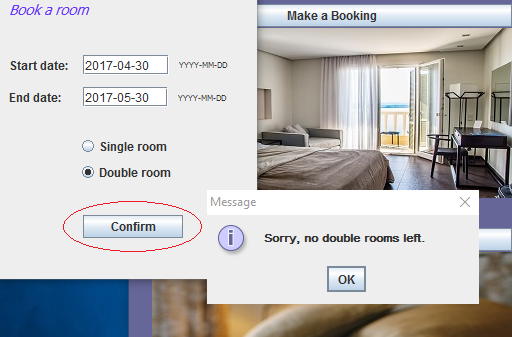 Book a room
Make a Booking
Start date: 2017-04-30 YYYY-MM-DD
End date: 2017-05-30 YYYY-MM-DD
Single room
Double room
Confirm
Message
Sorry, no double rooms left.
OK